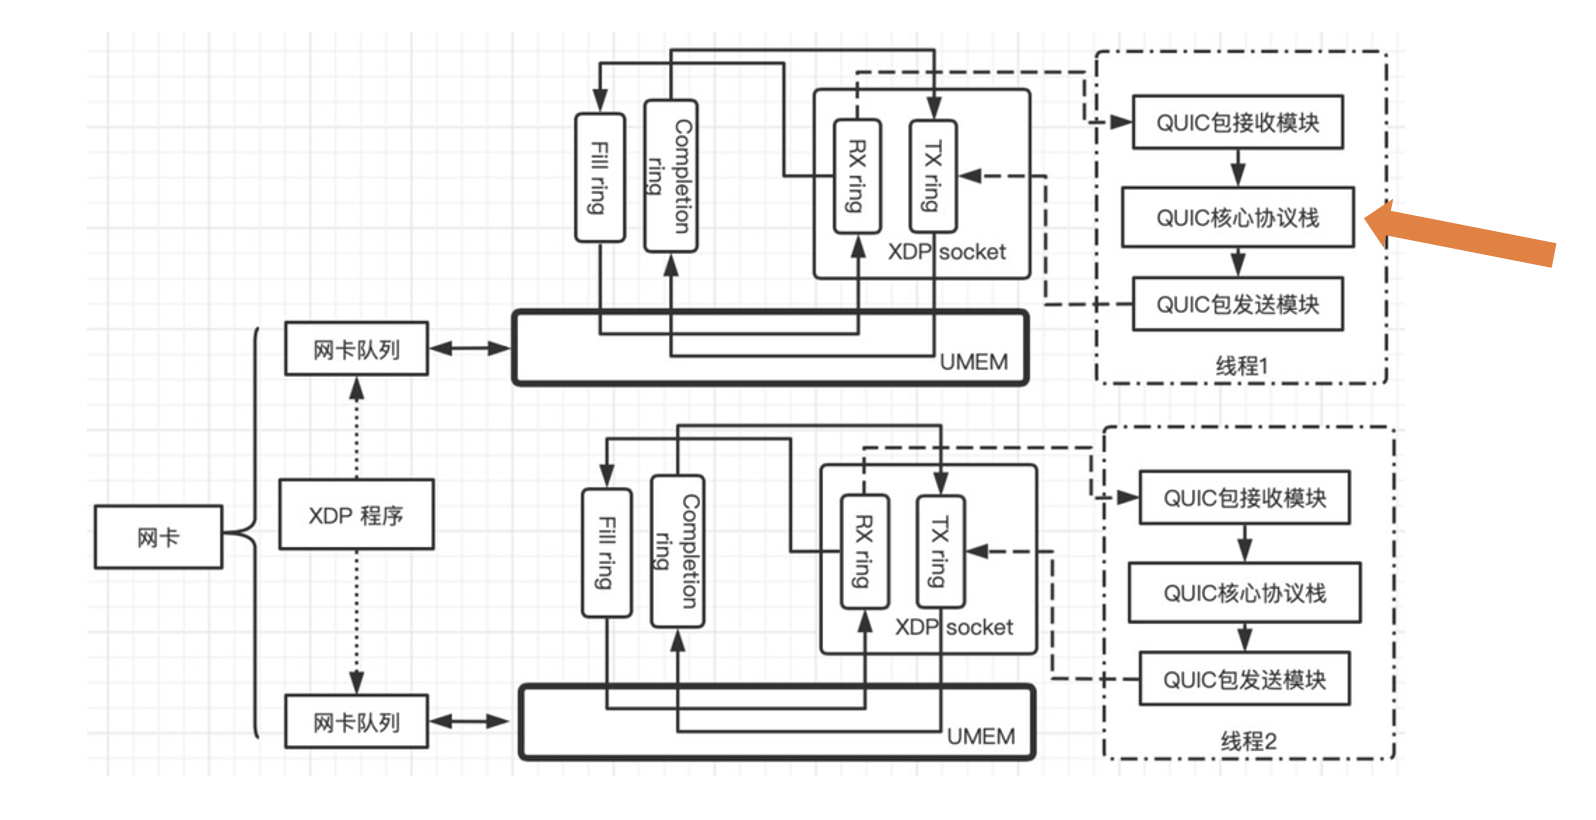 Fill ring
Completion
ring
RX ring
TX ring
XDP socket
UMEM
QUIC包接收模块
QUIC核心协议栈
QUIC包发送模块
线程1
网卡
网卡队列
XDP 程序
网卡队列
Fill ring
Completion
ring
RX ring
TX ring
XDP socket
UMEM
QUIC包接收模块
QUIC核心协议栈
QUIC包发送模块
线程2